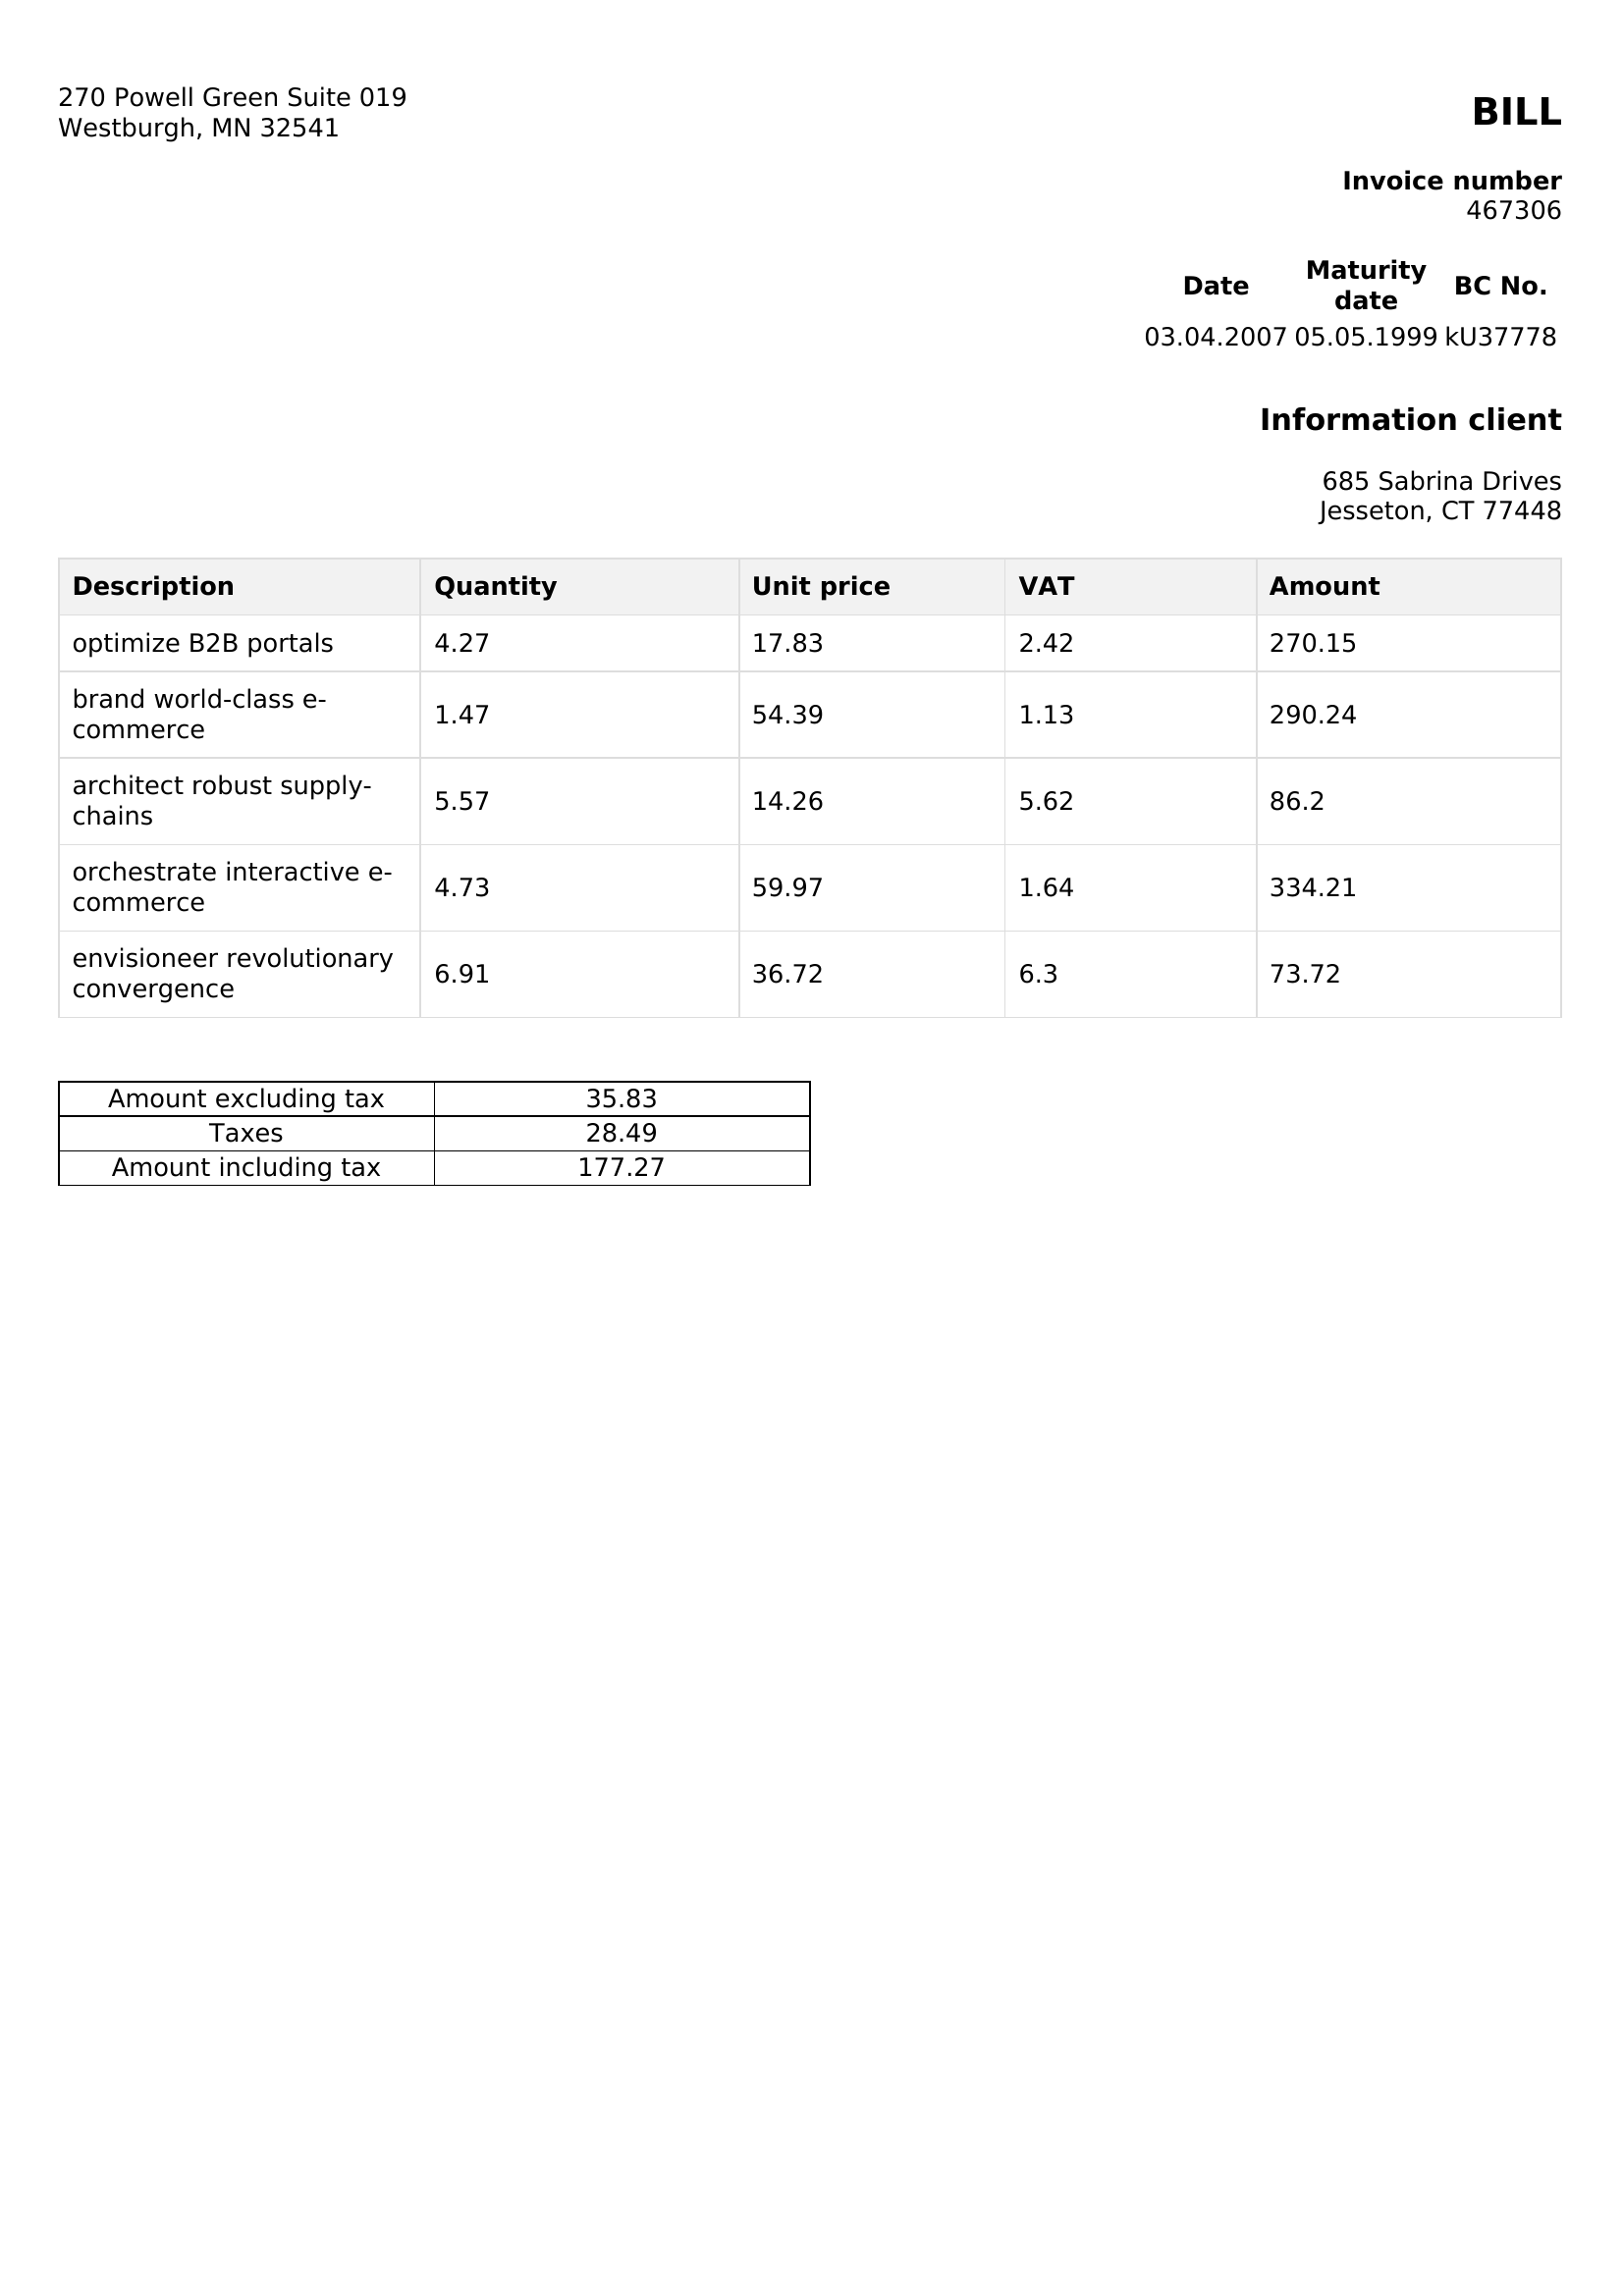 270 Powell Green Suite 019
Westburgh, MN 32541
BILL
Invoice number
467306
Date Maturity date BC No.
03.04.2007 05.05.1999 kU37778
Information client
685 Sabrina Drives
Jesseton, CT 77448
Description Quantity Unit price VAT Amount
optimize B2B portals 4.27 17.83 2.42 270.15
brand world-class e-
commerce 1.47 54.39 1.13 290.24
architect robust supply-
chains 5.57 14.26 5.62 86.2
orchestrate interactive e-
commerce 4.73 59.97 1.64 334.21
envisioneer revolutionary
convergence 6.91 36.72 6.3 73.72
Amount excluding tax 35.83
Taxes 28.49
Amount including tax 177.27